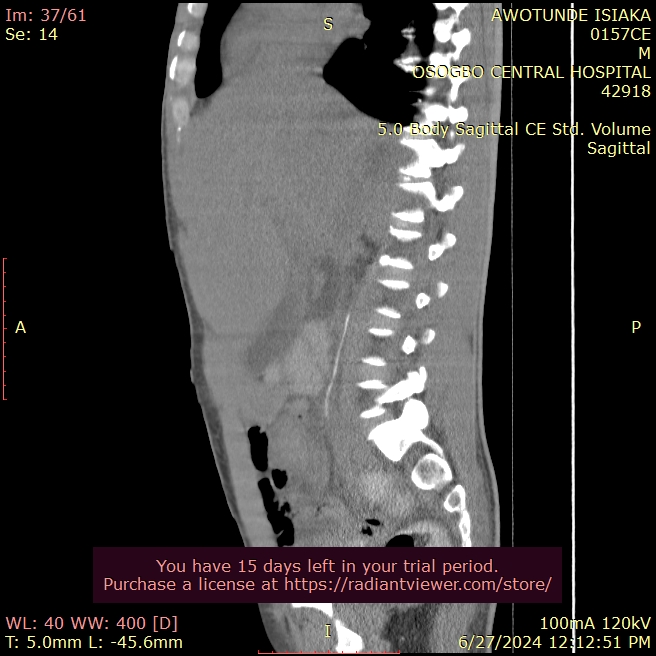 Im: 37/61
Se: 14
S
AWOTUNDE ISIAKA
0157CE
M
OSOGBO CENTRAL HOSPITAL
42918
5.0 Body Sagittal CE Std. Volume
Sagittal
A
P
You have 15 days left in your trial period.
Purchase a license at https://radiantviewer.com/store/
WL: 40 WW: 400 [D]
T: 5.0mm L: -45.6mm
I
100mA 120kV
6/27/2024 12:12:51 PM